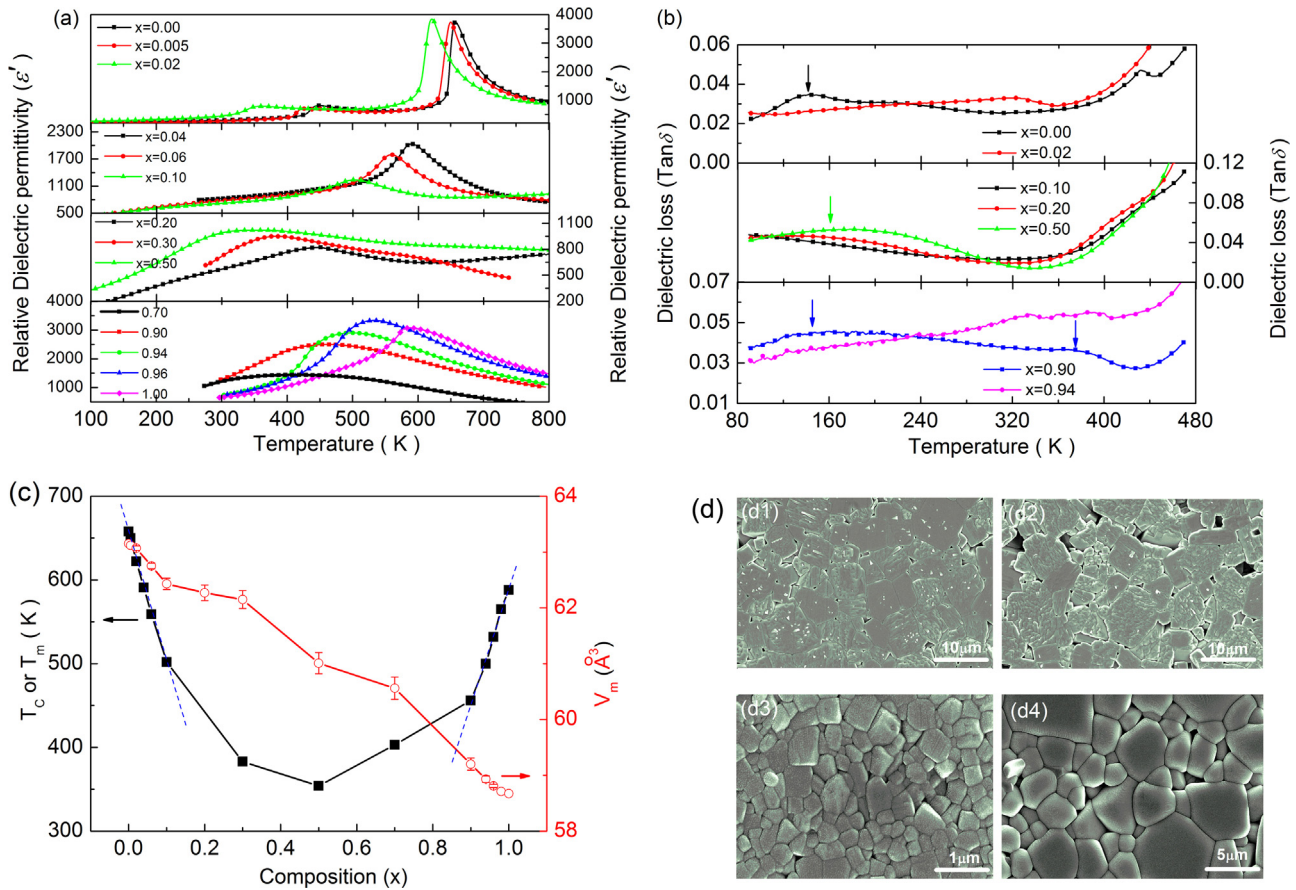 (a)
x=0.00
x=0.005
x=0.02
4000
3000
2000
1000
2300
1700
1100
500
x=0.04
x=0.06
x=0.10
x=0.20
x=0.30
x=0.50
1100
800
500
200
4000
3000
2000
1000
0.70
0.90
0.94
0.96
1.00
100 200 300 400 500 600 700 800
Temperature ( K )
Relative Dielectric permittivity (ε′)
Relative Dielectric permittivity (ε′)
(b)
0.06
0.04
0.02
0.00
x=0.00
x=0.02
0.12
0.08
0.04
0.00
x=0.10
x=0.20
x=0.50
0.07
0.05
0.03
0.01
x=0.90
x=0.94
80 160 240 320 400 480
Temperature ( K )
Dielectric loss (Tanδ)
Dielectric loss (Tanδ)
(c)
700
600
500
400
300
T_C or T_m ( K )
64
62
60
58
V_m (Å³)
0.0 0.2 0.4 0.6 0.8 1.0
Composition (x)
(d)
(d1)
10μm
(d2)
10μm
(d3)
1μm
(d4)
5μm